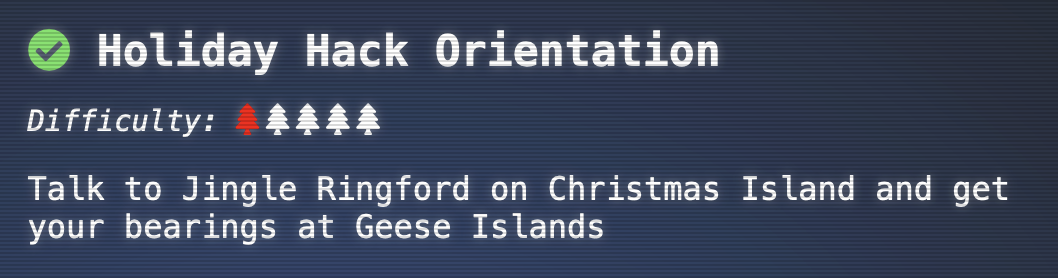 Holiday Hack Orientation
Difficulty:
Talk to Jingle Ringford on Christmas Island and get
your bearings at Geese Islands